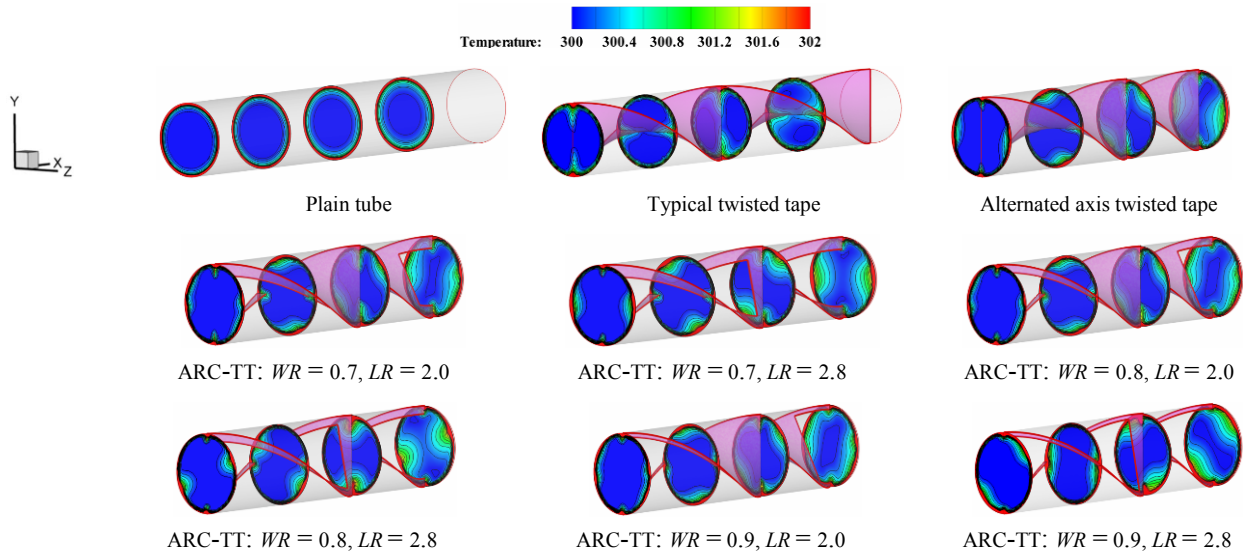 Temperature: 300 300.4 300.8 301.2 301.6 302
Y
X
Z
Plain tube
Typical twisted tape
Alternated axis twisted tape
ARC-TT: WR = 0.7, LR = 2.0
ARC-TT: WR = 0.7, LR = 2.8
ARC-TT: WR = 0.8, LR = 2.0
ARC-TT: WR = 0.8, LR = 2.8
ARC-TT: WR = 0.9, LR = 2.0
ARC-TT: WR = 0.9, LR = 2.8